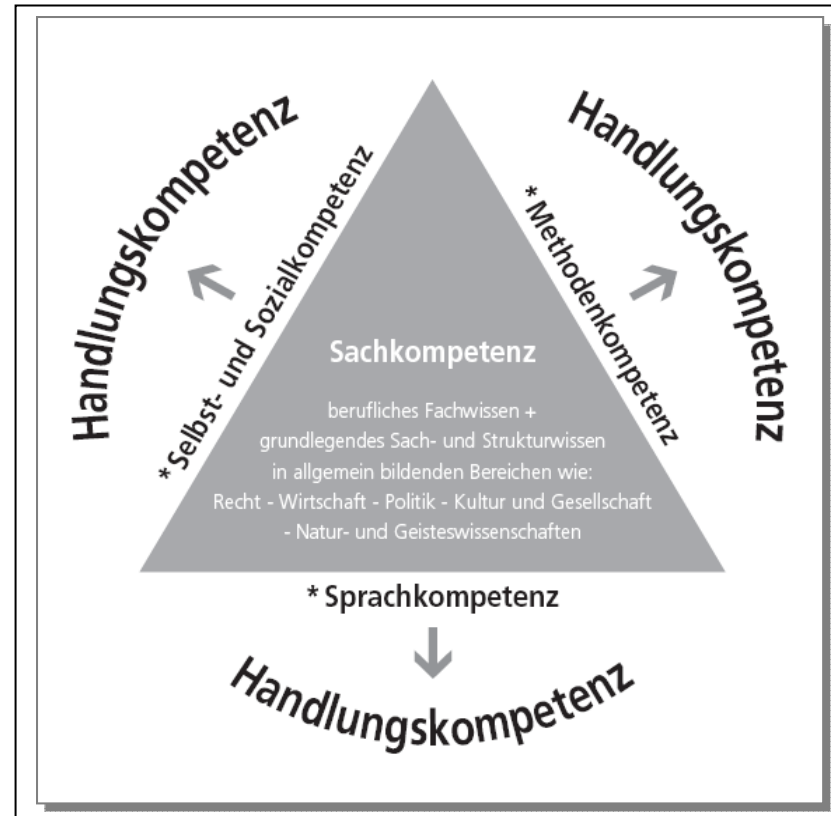 Handlungskompetenz
Handlungskompetenz
* Selbst- und Sozialkompetenz
* Methodenkompetenz
Sachkompetenz
berufliches Fachwissen +
grundlegendes Sach- und Strukturwissen
in allgemein bildenden Bereichen wie:
Recht - Wirtschaft - Politik - Kultur und Gesellschaft
- Natur- und Geisteswissenschaften
* Sprachkompetenz
Handlungskompetenz